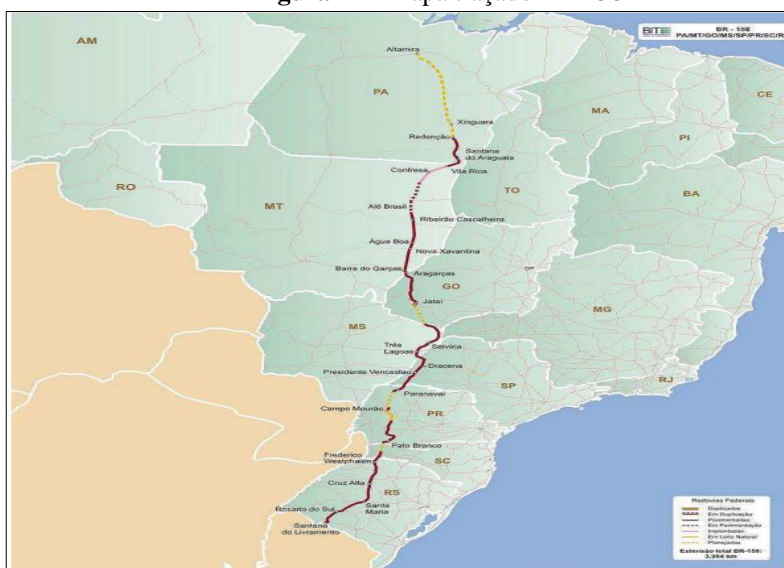 BIT
BR - 158
PA/MT/GO/MS/SP/PR/SC/R
AM
Altamira
PA
CE
MA
Xinguara
PI
Redenção
Santana
do Araguaia
Confresa
Vila Rica
RO
TO
MT
BA
Alô Brasil
Ribeirão Cascalheira
Água Boa
Nova Xavantina
Barra do Garças
Aragarças
GO
Jataí
MG
MS
Três
Lagoas
Selvíria
Dracena
Presidente Venceslau
SP
RJ
Paranavaí
Campo Mourão
PR
Pato Branco
Frederico
Westphalen
SC
Cruz Alta
RS
Rosário do Sul
Santa
Maria
Santana
do Livramento
Rodovias Federais
Duplicadas
Em Duplicação
Pavimentadas
Em Pavimentação
Implantadas
Em Leito Natural
Planejadas
Extensão total BR-158: